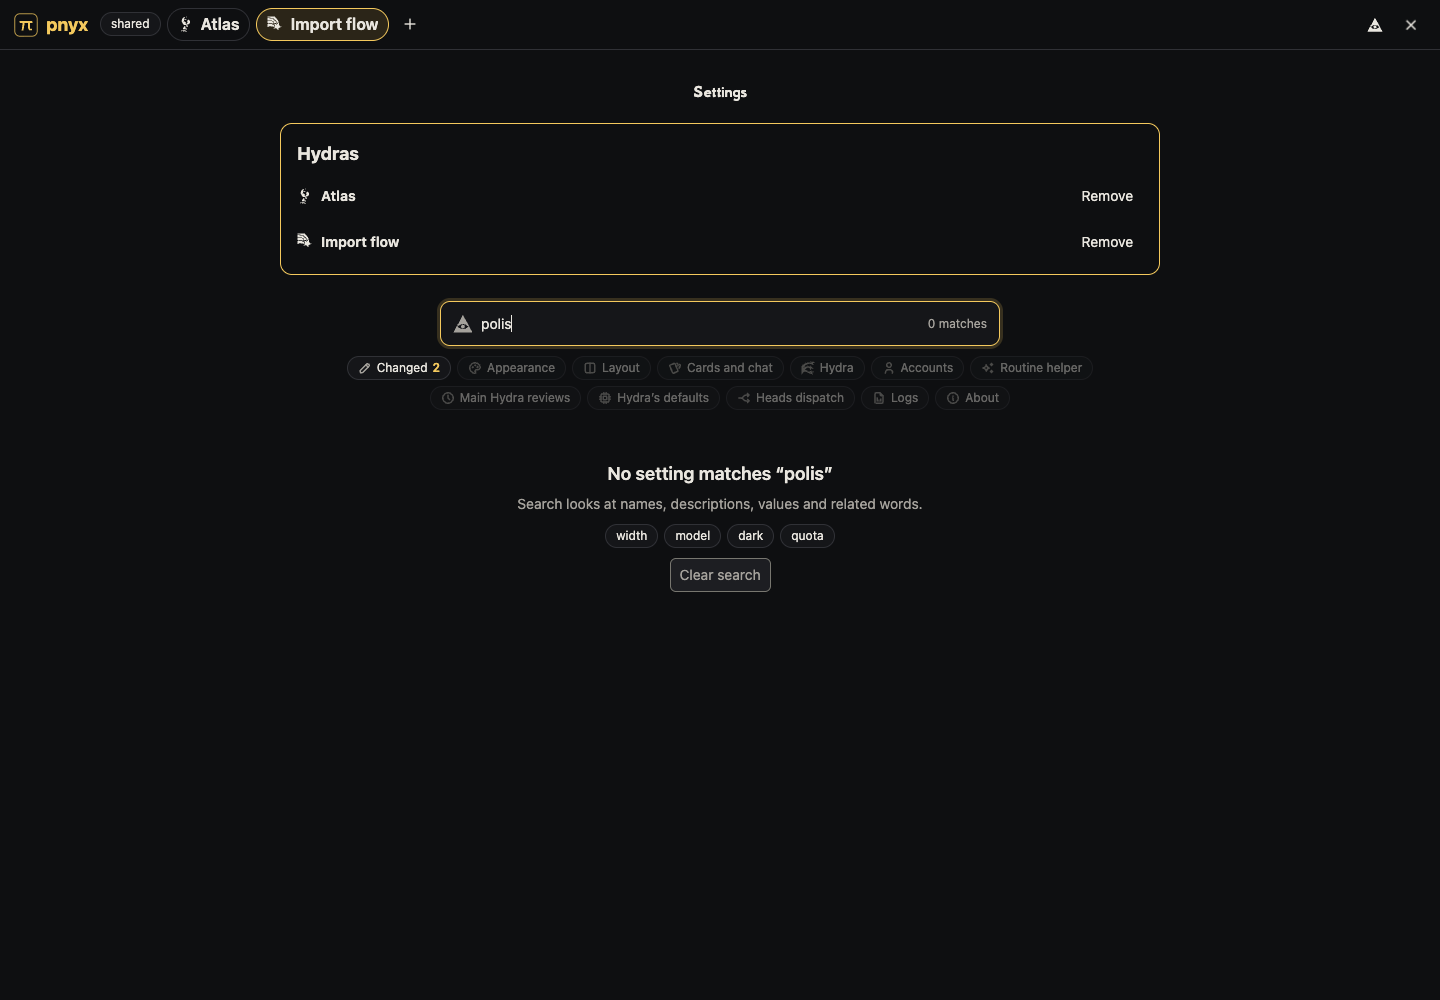 π pnyx shared Atlas Import flow +
Settings
Hydras
Atlas Remove
Import flow Remove
polis 0 matches
Changed 2 Appearance Layout Cards and chat Hydra Accounts Routine helper
Main Hydra reviews Hydra’s defaults Heads dispatch Logs About
No setting matches “polis”
Search looks at names, descriptions, values and related words.
width model dark quota
Clear search